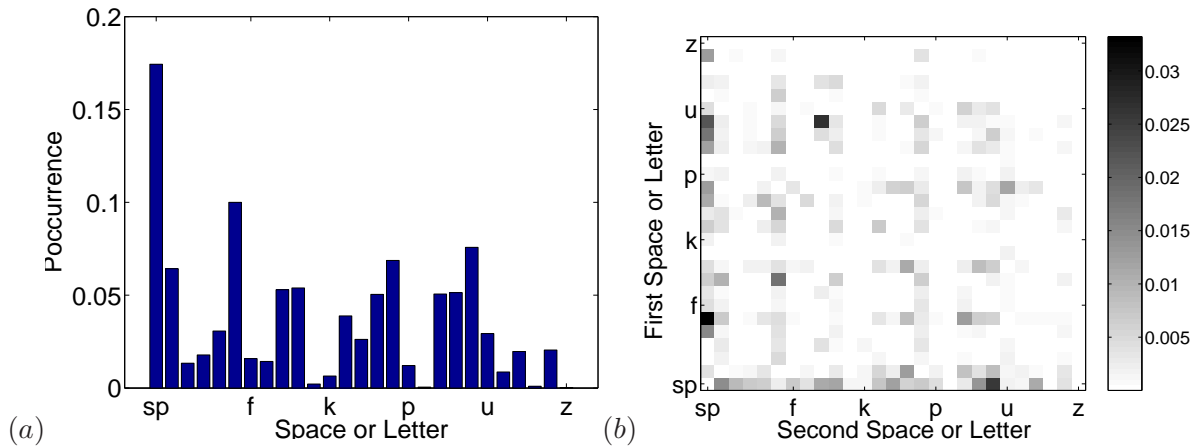 0.2
0.15
0.1
0.05
0
Poccurrence
sp f k p u z
Space or Letter
(a)
z
u
p
k
f
sp
First Space or Letter
sp f k p u z
Second Space or Letter
0.03
0.025
0.02
0.015
0.01
0.005
(b)